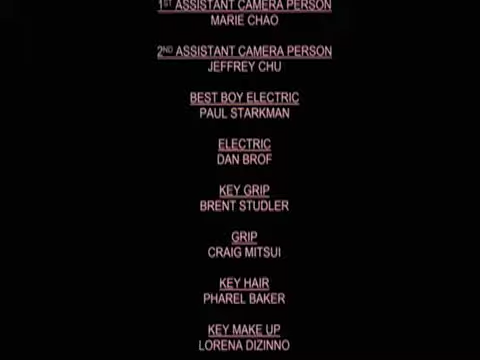 1ST ASSISTANT CAMERA PERSON
MARIE CHAO
2ND ASSISTANT CAMERA PERSON
JEFFREY CHU
BEST BOY ELECTRIC
PAUL STARKMAN
ELECTRIC
DAN BROF
KEY GRIP
BRENT STUDLER
GRIP
CRAIG MITSUI
KEY HAIR
PHAREL BAKER
KEY MAKE UP
LORENA DIZINNO